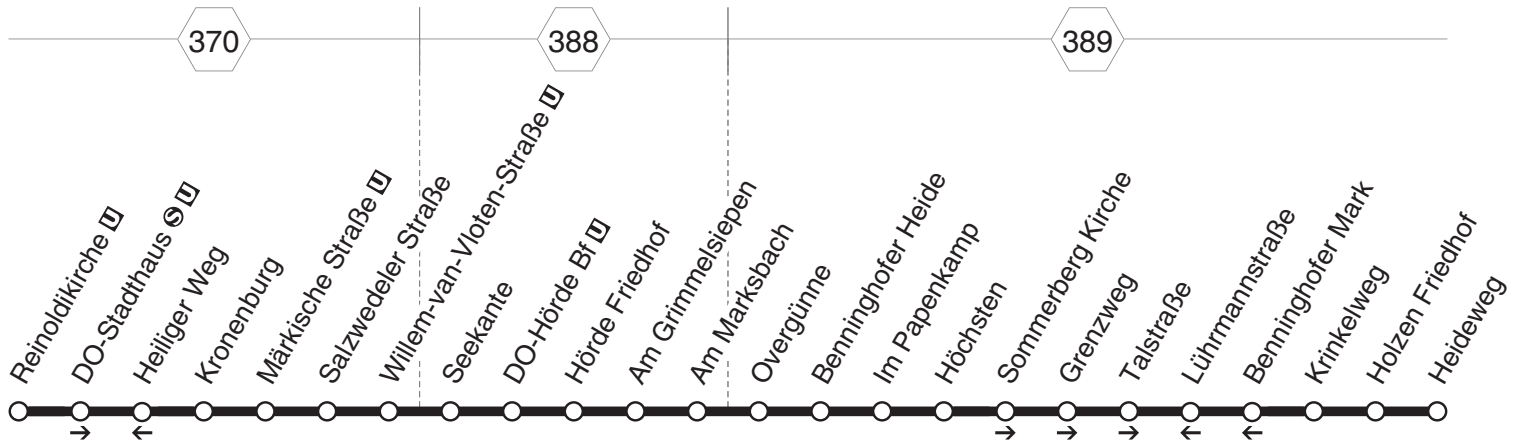 370
388
389
Reinoldikirche U
DO-Stadthaus S U
Heiliger Weg
Kronenburg
Märkische Straße U
Salzwedeler Straße
Willem-van-Vloten-Straße U
Seekante
DO-Hörde Bf U
Hörde Friedhof
Am Grimmelsiepen
Am Marksbach
Overgünne
Benninghofer Heide
Im Papenkamp
Höchsten
Sommerberg Kirche
Grenzweg
Talstraße
Lührmannstraße
Benninghofer Mark
Krinkelweg
Holzen Friedhof
Heideweg